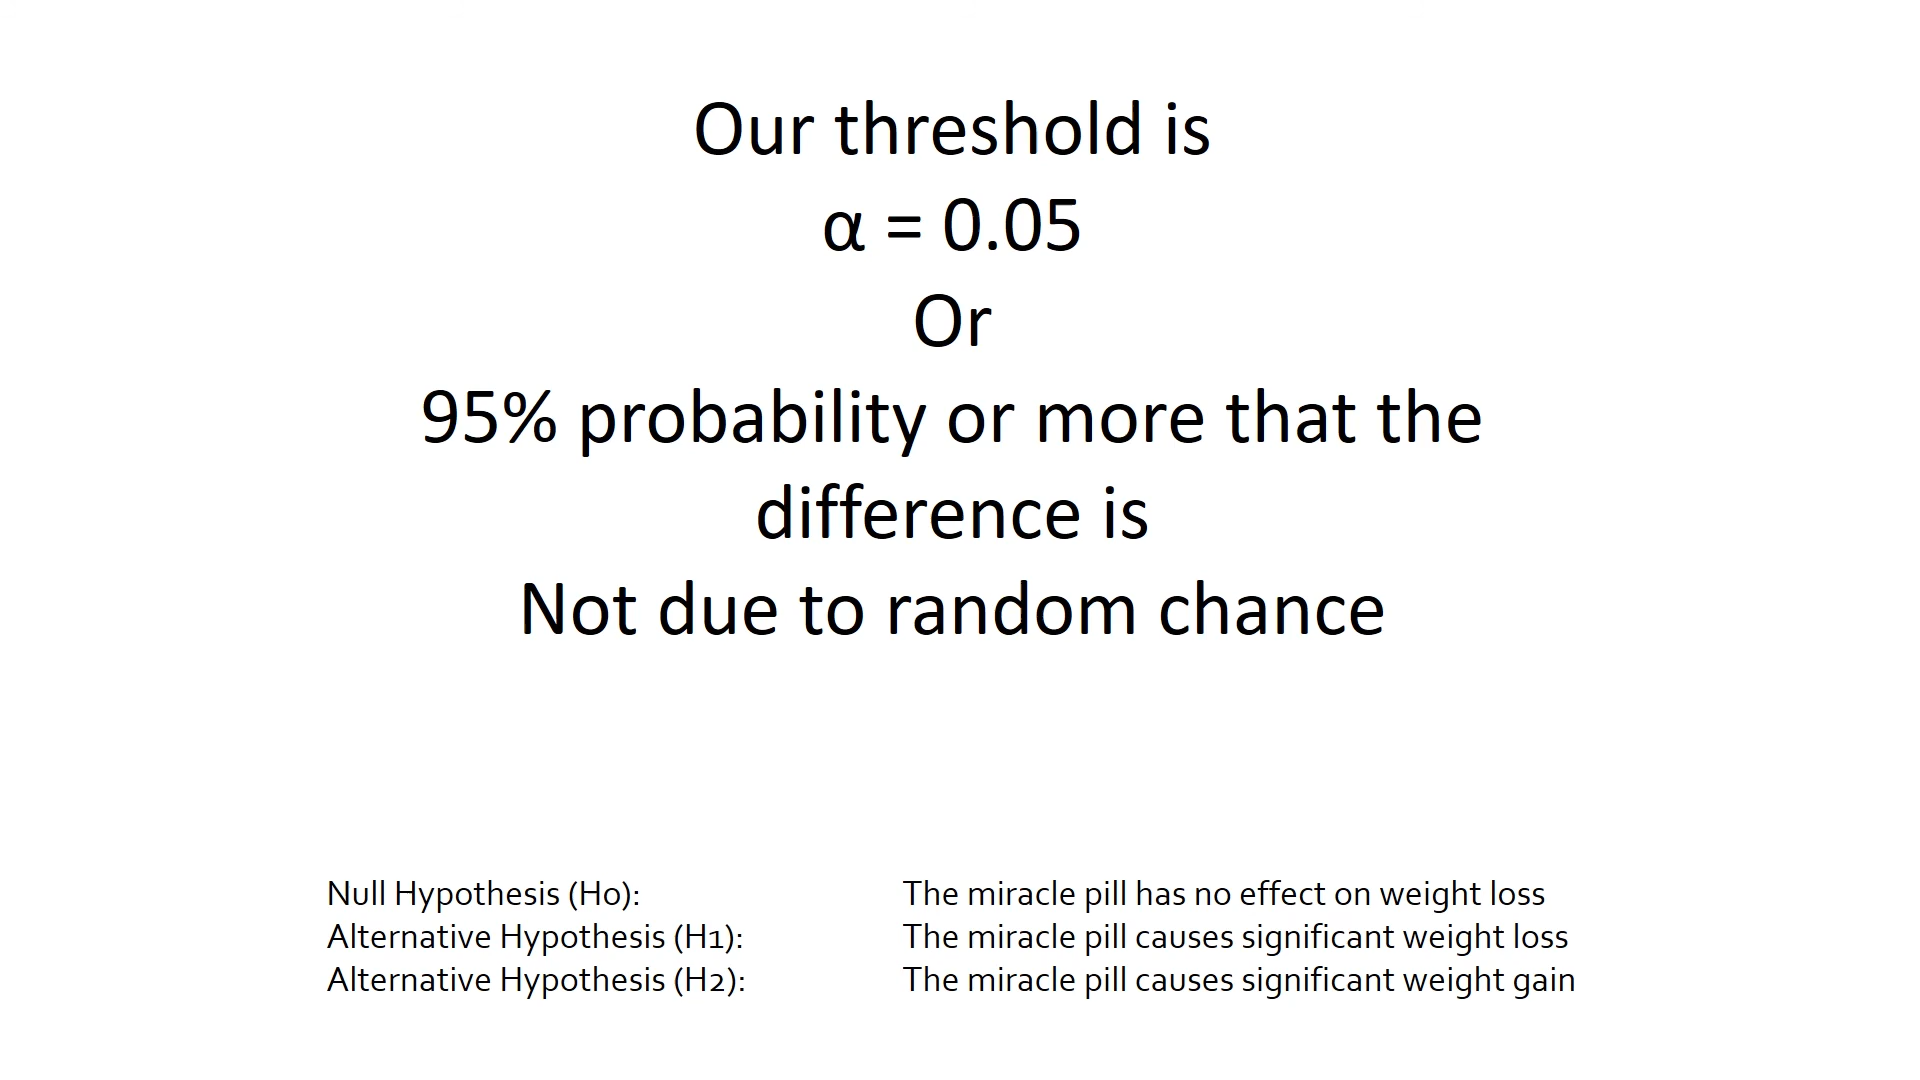 Our threshold is
α = 0.05
Or
95% probability or more that the
difference is
Not due to random chance
Null Hypothesis (H0): The miracle pill has no effect on weight loss
Alternative Hypothesis (H1): The miracle pill causes significant weight loss
Alternative Hypothesis (H2): The miracle pill causes significant weight gain